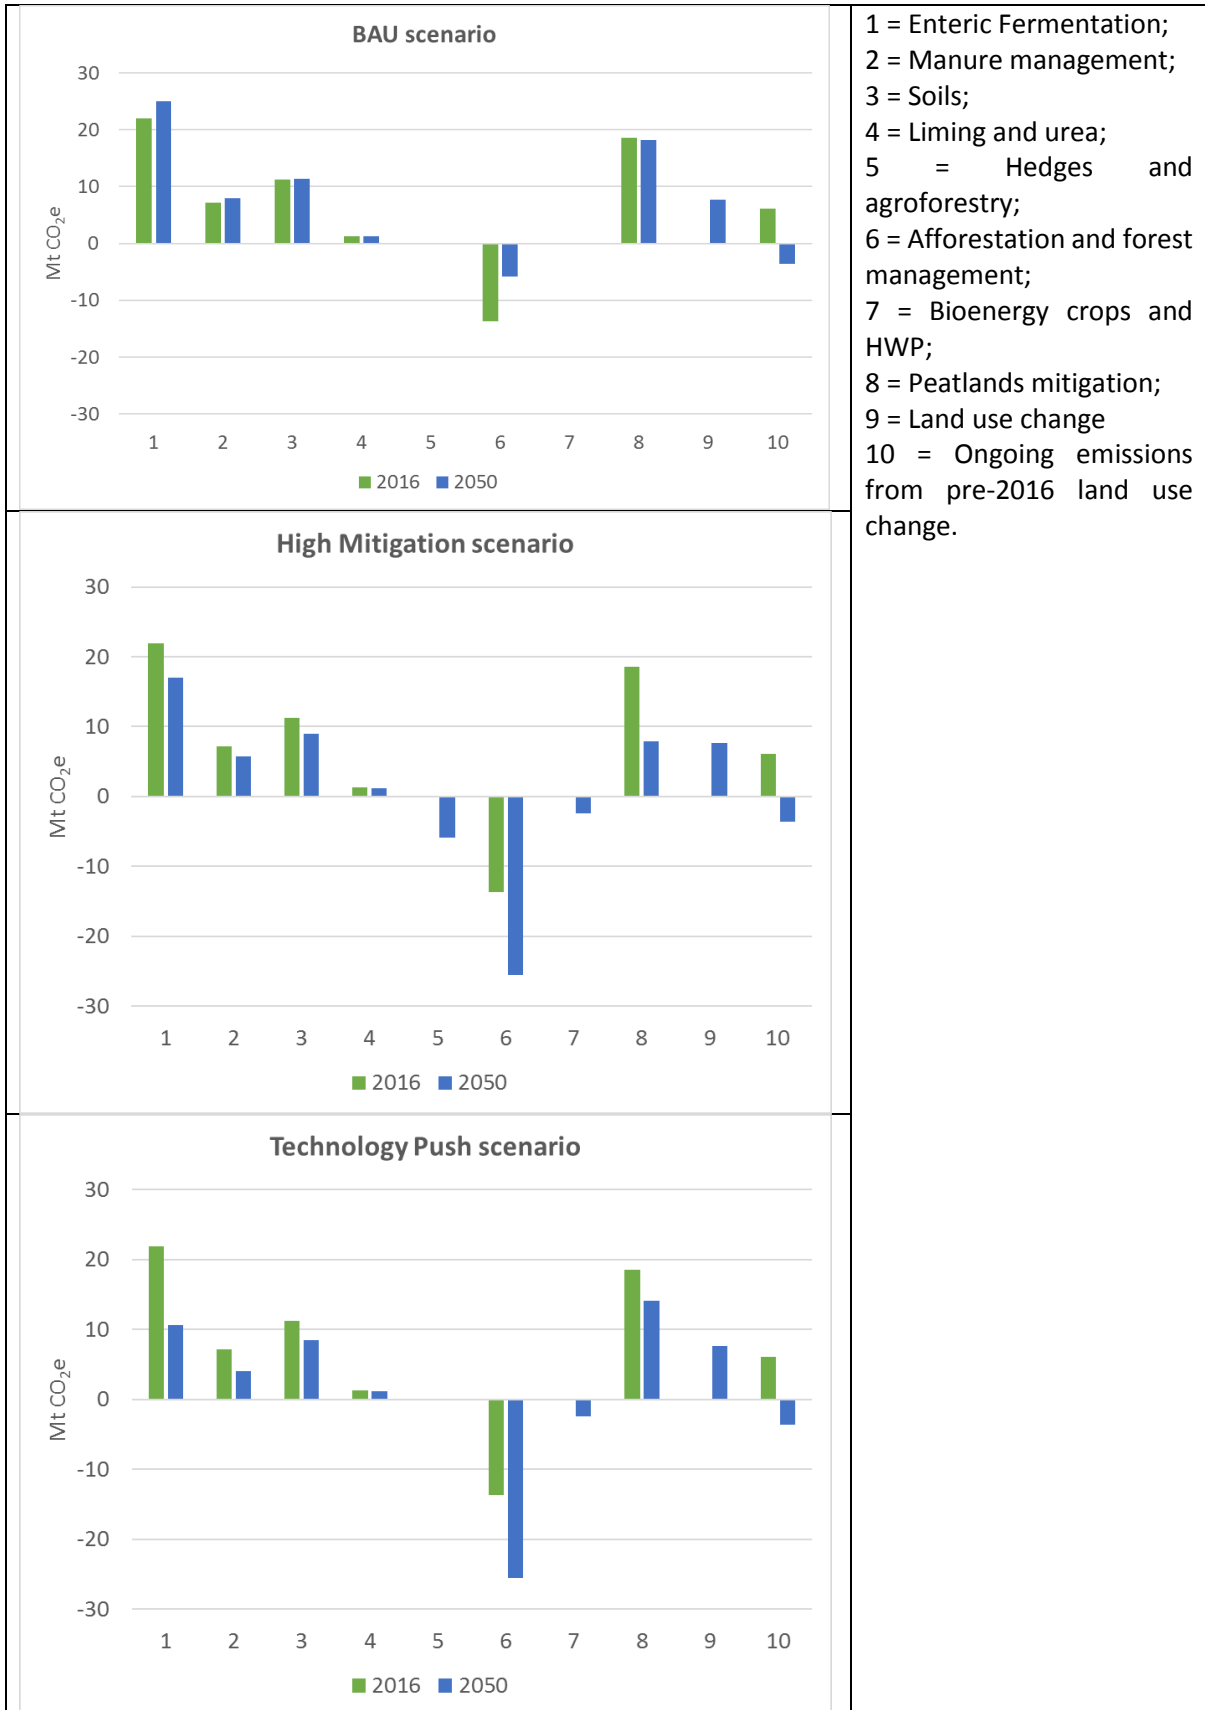 BAU scenario
30
20
10
0
-10
-20
-30
Mt CO₂e
1 2 3 4 5 6 7 8 9 10
2016 2050
1 = Enteric Fermentation;
2 = Manure management;
3 = Soils;
4 = Liming and urea;
5 = Hedges and
agroforestry;
6 = Afforestation and forest
management;
7 = Bioenergy crops and
HWP;
8 = Peatlands mitigation;
9 = Land use change
10 = Ongoing emissions
from pre-2016 land use
change.
High Mitigation scenario
30
20
10
0
-10
-20
-30
Mt CO₂e
1 2 3 4 5 6 7 8 9 10
2016 2050
Technology Push scenario
30
20
10
0
-10
-20
-30
Mt CO₂e
1 2 3 4 5 6 7 8 9 10
2016 2050